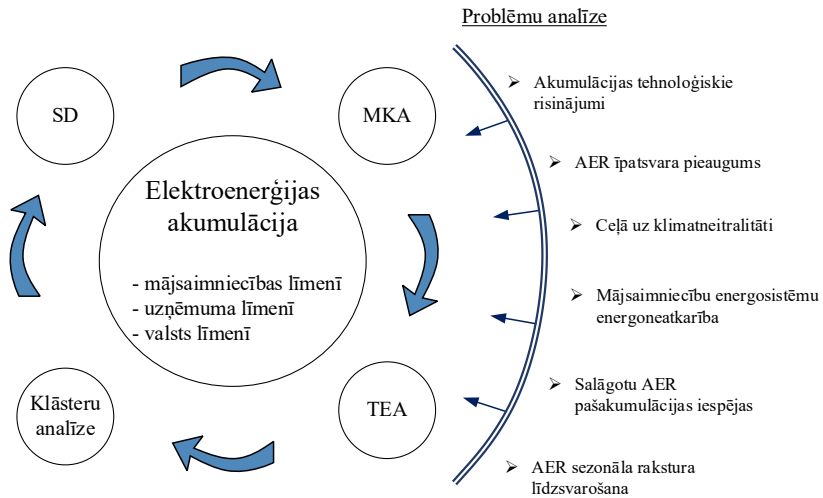 Problēmu analīze
SD
MKA
Elektroenerģijas
akumulācija
- mājsaimniecības līmenī
- uzņēmuma līmenī
- valsts līmenī
Klāsteru
analīze
TEA
➢ Akumulācijas tehnoloģiskie
risinājumi
➢ AER īpatsvara pieaugums
➢ Ceļā uz klimatneitralitāti
➢ Mājsaimniecību energosistēmu
energoneatkarība
➢ Salāgotu AER
pašakumulācijas iespējas
➢ AER sezonāla rakstura
līdzsvarošana